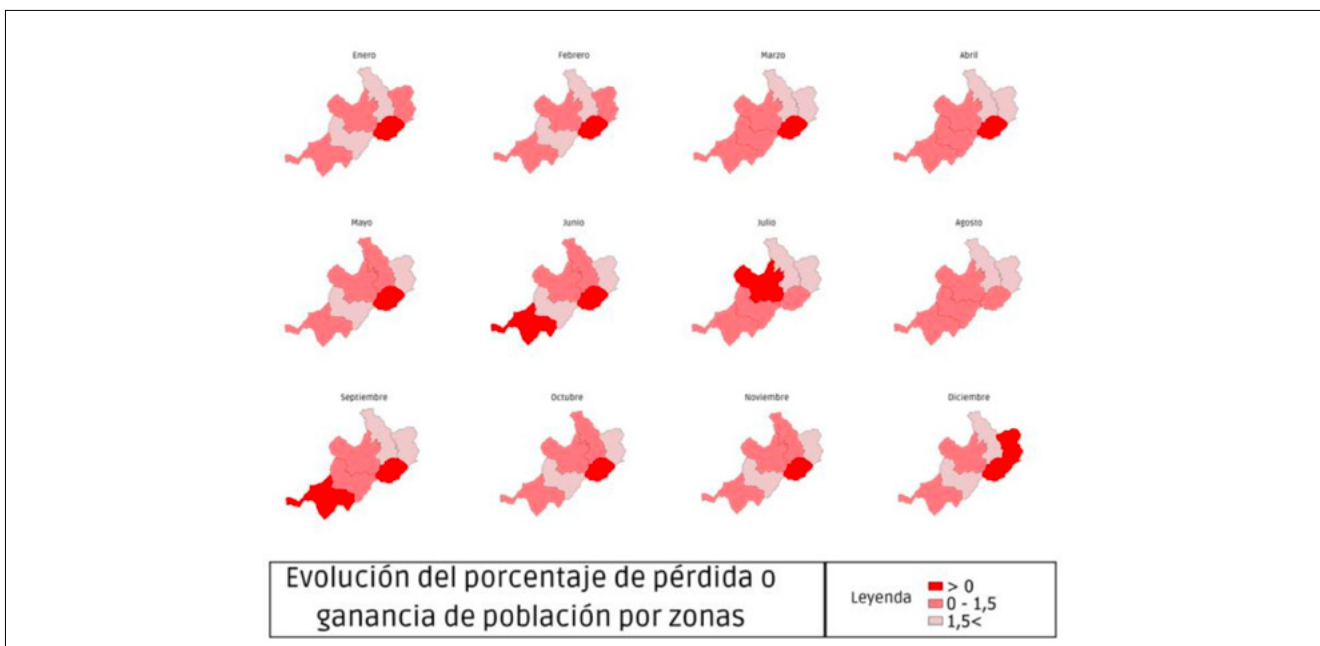 Enero
Febrero
Marzo
Abril
Mayo
Junio
Julio
Agosto
Septiembre
Octubre
Noviembre
Diciembre
Evolución del porcentaje de pérdida o
ganancia de población por zonas
Leyenda
> 0
0 - 1,5
1,5<